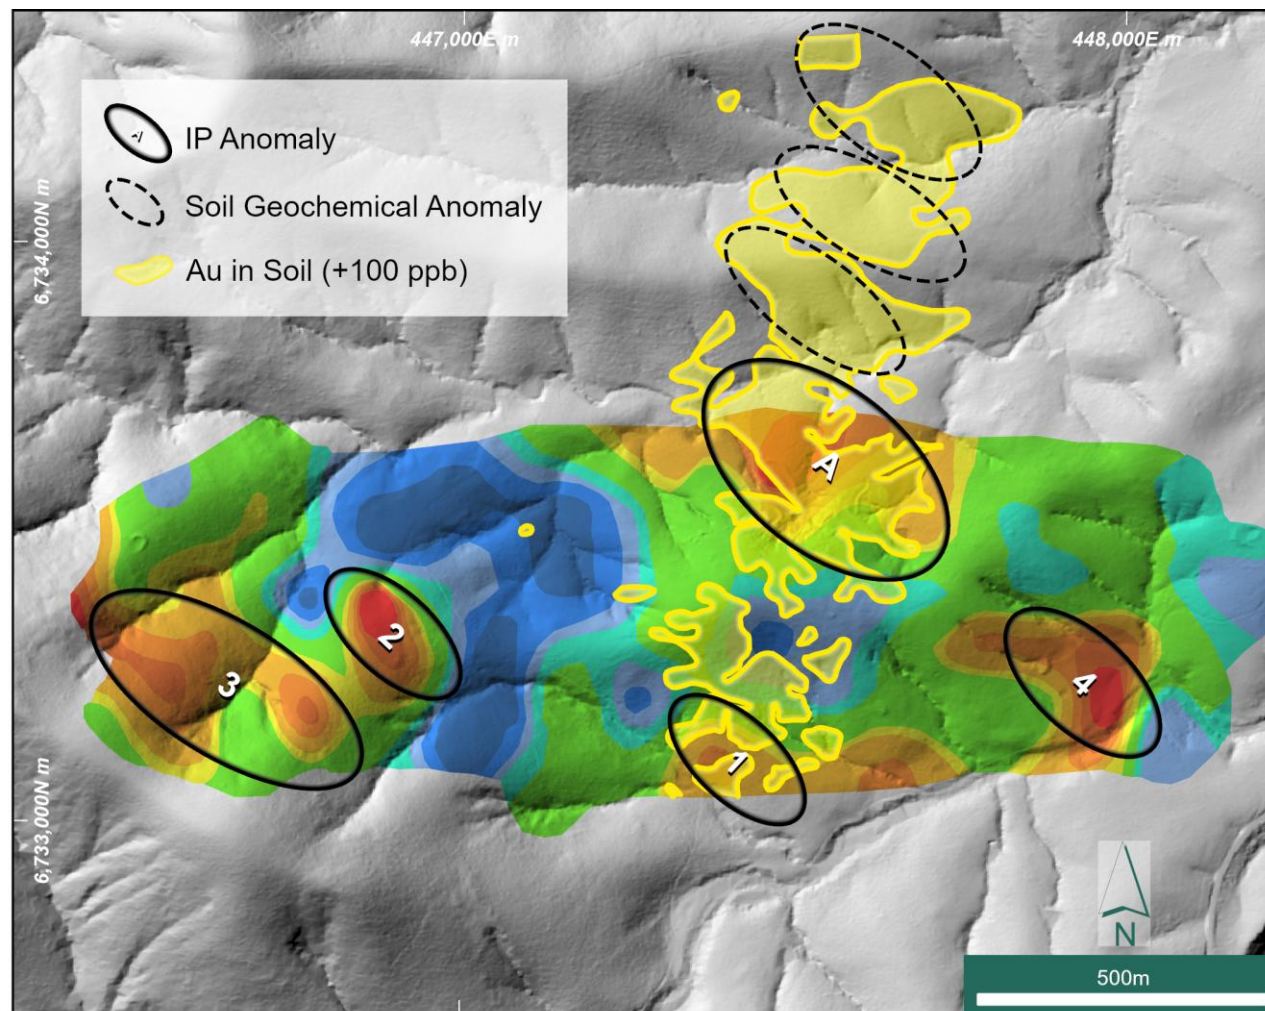 447,000E m
448,000E m
A
IP Anomaly
Soil Geochemical Anomaly
Au in Soil (+100 ppb)
6,734,000N m
A
2
3
4
1
6,733,000N m
N
500m